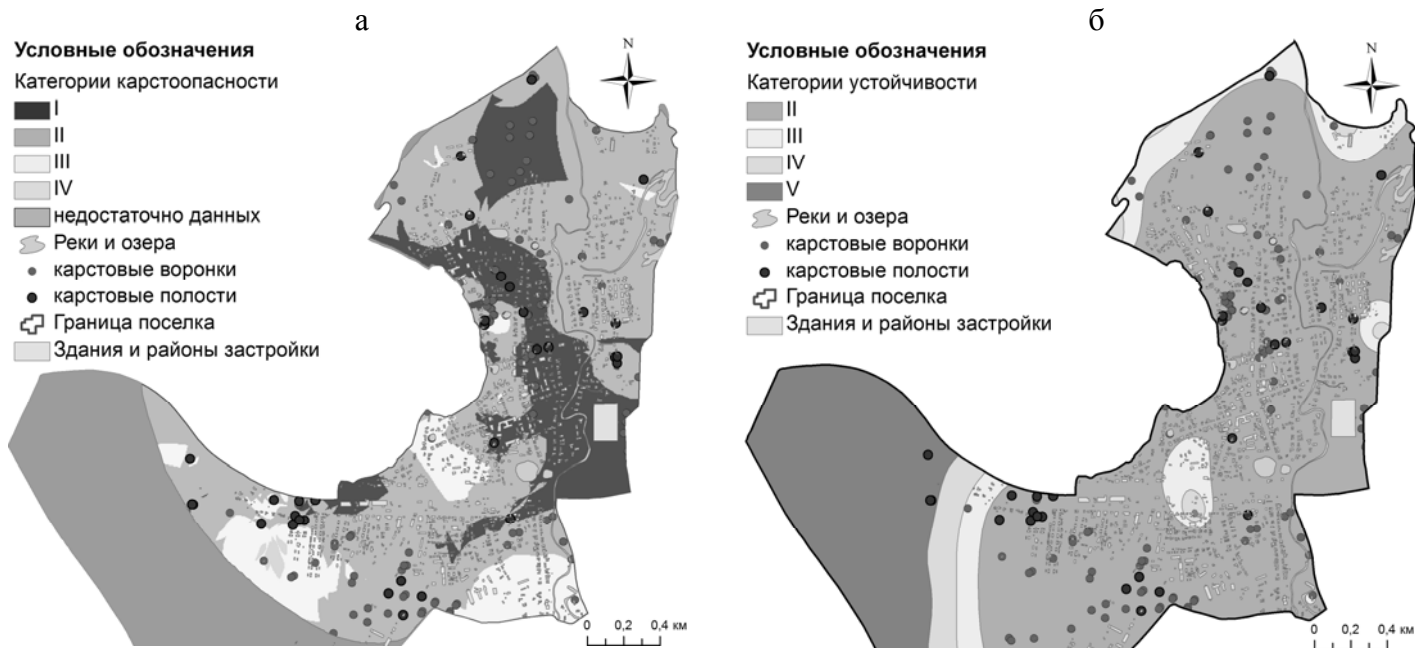 а
Условные обозначения
Категории карстоопасности
I
II
III
IV
недостаточно данных
Реки и озера
карстовые воронки
карстовые полости
Граница поселка
Здания и районы застройки
N
0 0,2 0,4 км
б
Условные обозначения
Категории устойчивости
II
III
IV
V
Реки и озера
карстовые воронки
карстовые полости
Граница поселка
Здания и районы застройки
N
0 0,2 0,4 км